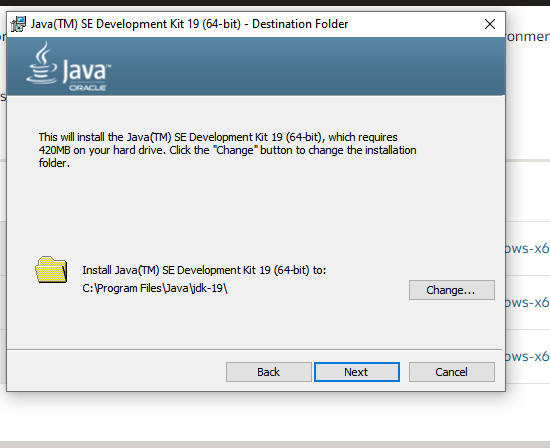 Java(TM) SE Development Kit 19 (64-bit) - Destination Folder
Java™
ORACLE
This will install the Java(TM) SE Development Kit 19 (64-bit), which requires
420MB on your hard drive. Click the "Change" button to change the installation
folder.
Install Java(TM) SE Development Kit 19 (64-bit) to:
C:\Program Files\Java\jdk-19\
Change...
Back
Next
Cancel
ows-x6
ows-x6
ows-x6